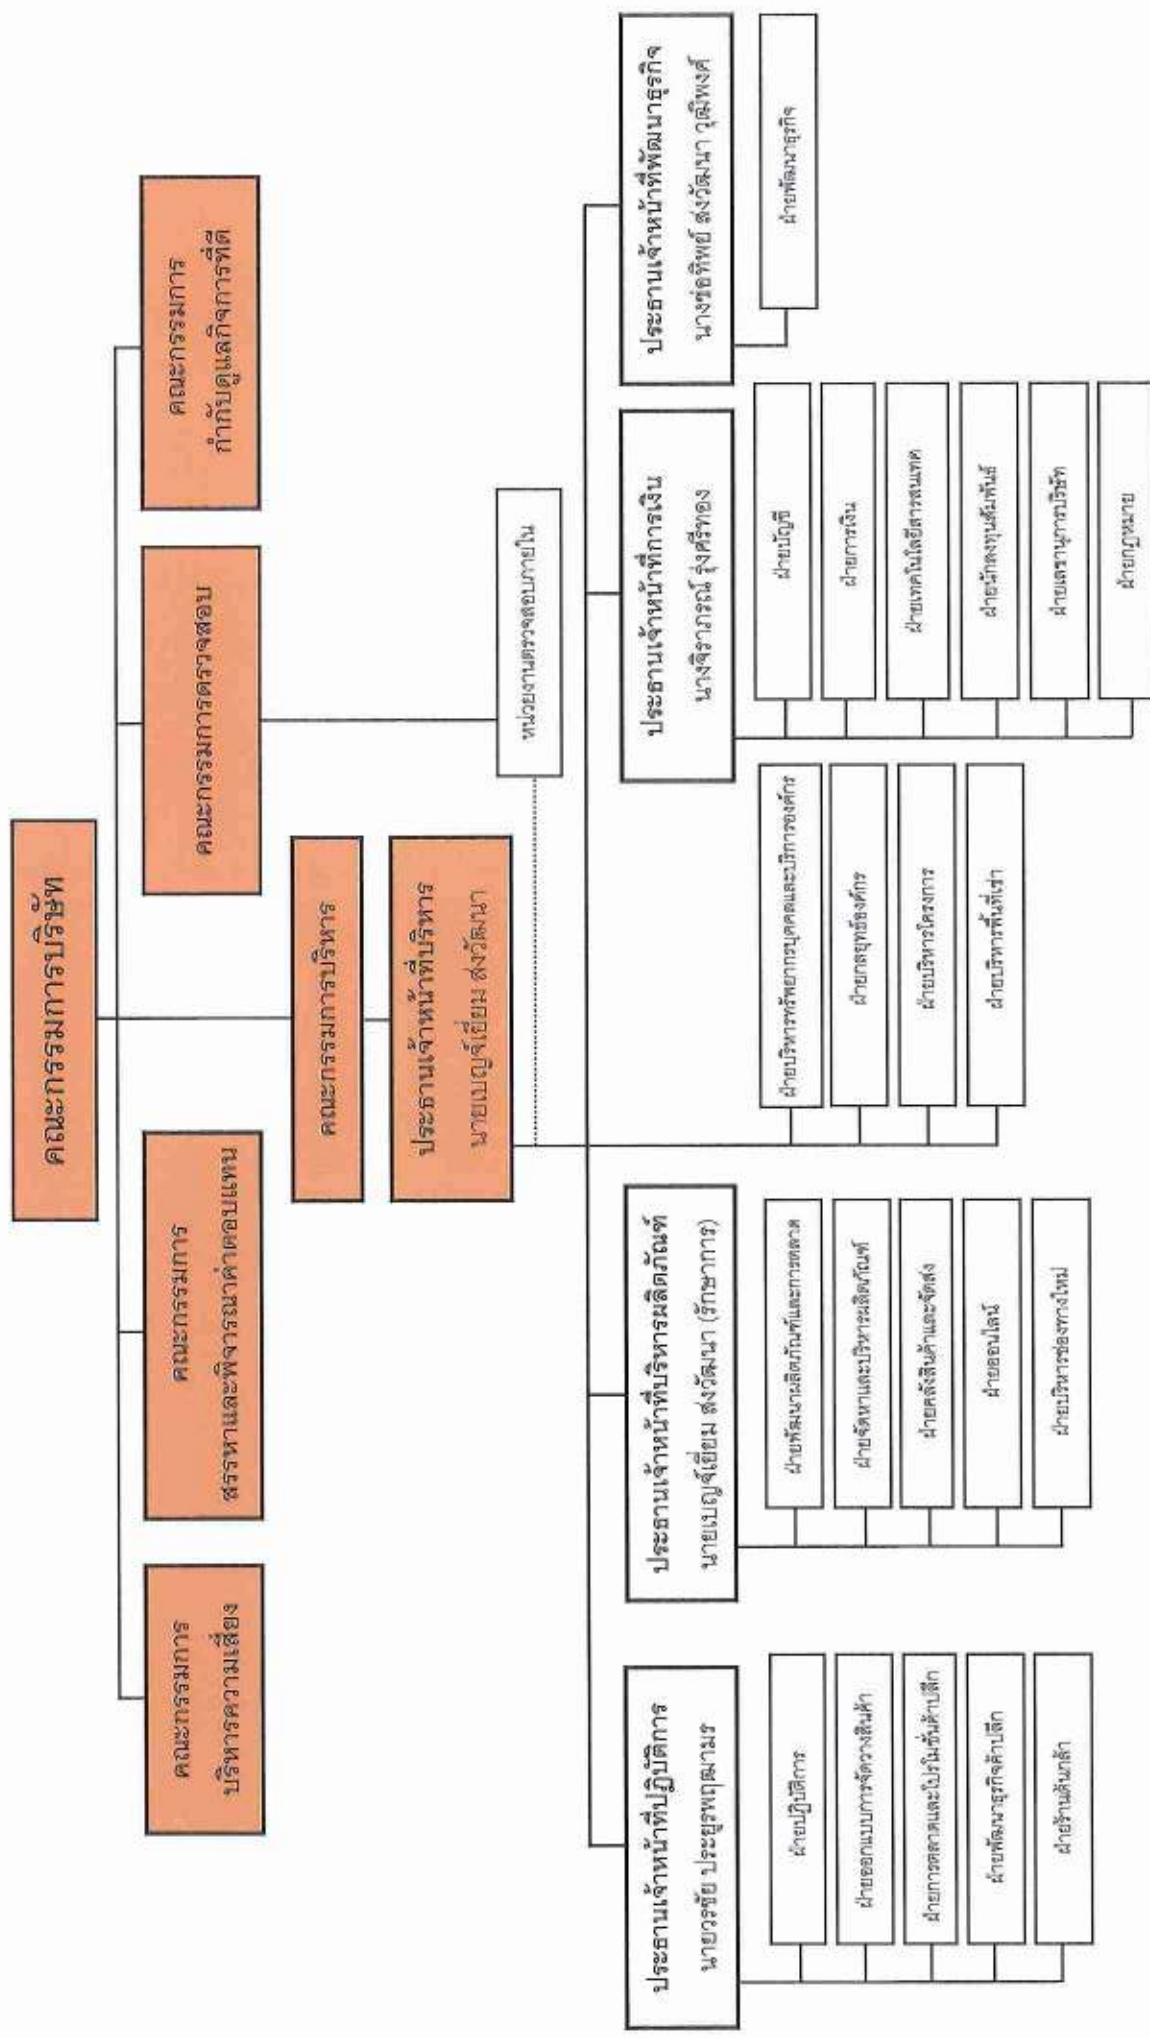 คณะกรรมการบริษัท
คณะกรรมการ
บริหารความเสี่ยง
คณะกรรมการ
สรรหาและพิจารณาค่าตอบแทน
คณะกรรมการตรวจสอบ
คณะกรรมการ
กำกับดูแลกิจการที่ดี
คณะกรรมการบริหาร
ประธานเจ้าหน้าที่บริหาร
นายเบญจ์เยี่ยม ส่งวัฒนา
หน่วยงานตรวจสอบภายใน
ประธานเจ้าหน้าที่ปฏิบัติการ
นายวรชัย ประยูรพฤฒามร
ฝ่ายปฏิบัติการ
ฝ่ายออกแบบการจัดวางสินค้า
ฝ่ายการตลาดและโปรโมชั่นค้าปลีก
ฝ่ายพัฒนาธุรกิจค้าปลีก
ฝ่ายร้านต้นกล้า
ประธานเจ้าหน้าที่บริหารผลิตภัณฑ์
นายเบญจ์เยี่ยม ส่งวัฒนา (รักษาการ)
ฝ่ายพัฒนาผลิตภัณฑ์และการตลาด
ฝ่ายจัดหาและบริหารผลิตภัณฑ์
ฝ่ายคลังสินค้าและจัดส่ง
ฝ่ายออนไลน์
ฝ่ายบริหารช่องทางใหม่
ฝ่ายบริหารทรัพยากรบุคคลและบริการองค์กร
ฝ่ายกลยุทธ์องค์กร
ฝ่ายบริหารโครงการ
ฝ่ายบริหารพื้นที่เช่า
ประธานเจ้าหน้าที่การเงิน
นางจิราภรณ์ รุ่งศรีทอง
ฝ่ายบัญชี
ฝ่ายการเงิน
ฝ่ายเทคโนโลยีสารสนเทศ
ฝ่ายนักลงทุนสัมพันธ์
ฝ่ายเลขานุการบริษัท
ฝ่ายกฎหมาย
ประธานเจ้าหน้าที่พัฒนาธุรกิจ
นางช่อทิพย์ ส่งวัฒนา วุฒิพงศ์
ฝ่ายพัฒนาธุรกิจ